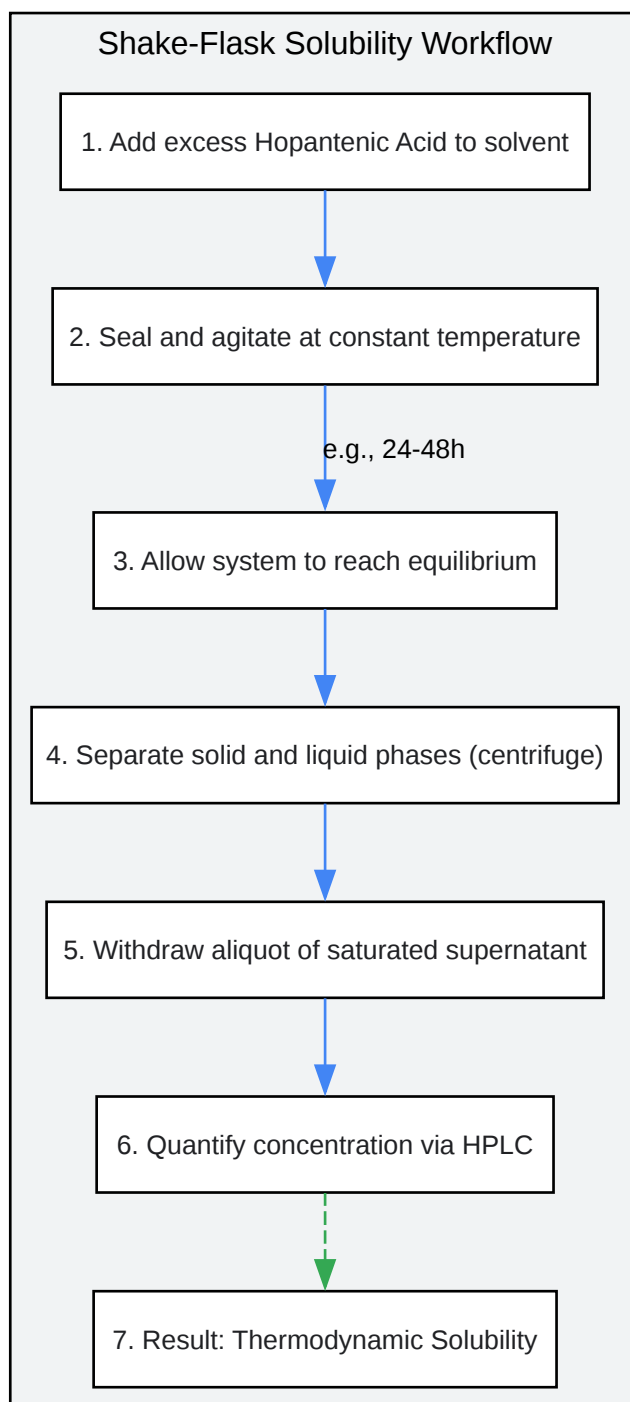 Shake-Flask Solubility Workflow
1. Add excess Hopantenic Acid to solvent
2. Seal and agitate at constant temperature
e.g., 24-48h
3. Allow system to reach equilibrium
4. Separate solid and liquid phases (centrifuge)
5. Withdraw aliquot of saturated supernatant
6. Quantify concentration via HPLC
7. Result: Thermodynamic Solubility